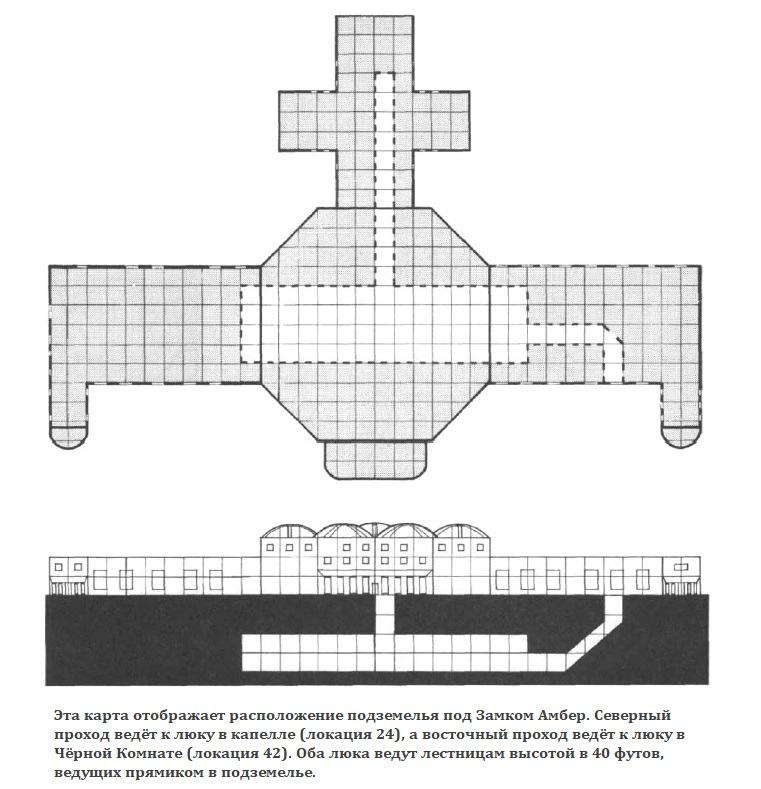 Эта карта отображает расположение подземелья под Замком Амбер. Северный
проход ведёт к люку в капелле (локация 24), а восточный проход ведёт к люку в
Чёрной Комнате (локация 42). Оба люка ведут лестницам высотой в 40 футов,
ведущих прямиком в подземелье.